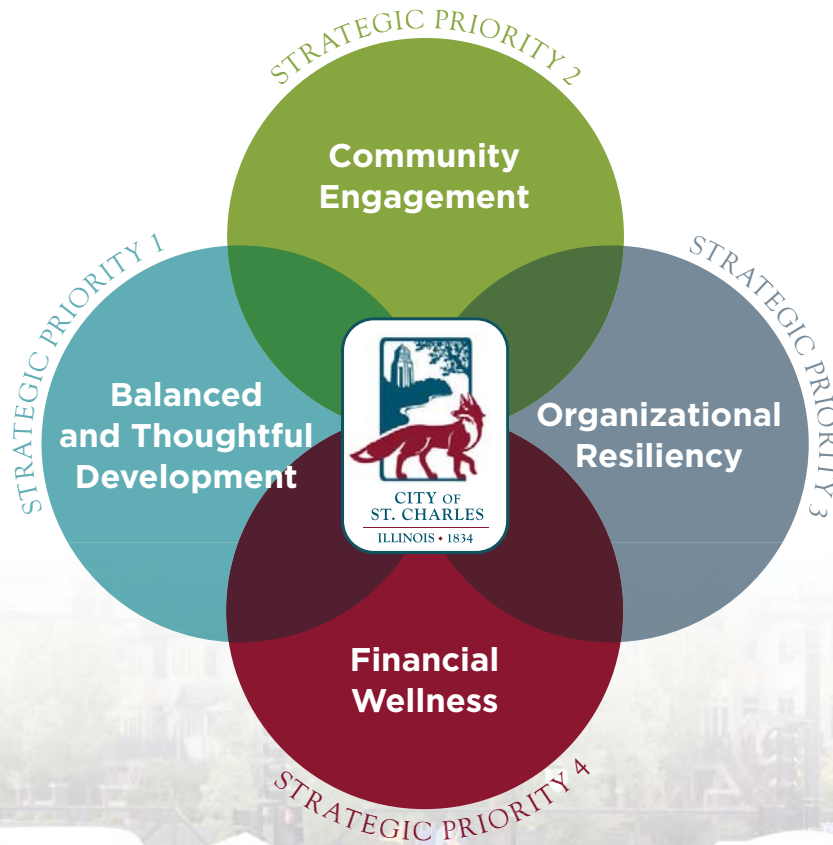 STRATEGIC PRIORITY 2
Community
Engagement
STRATEGIC PRIORITY 1
Balanced
and Thoughtful
Development
STRATEGIC PRIORITY 3
Organizational
Resiliency
CITY OF
ST. CHARLES
ILLINOIS • 1834
Financial
Wellness
STRATEGIC PRIORITY 4